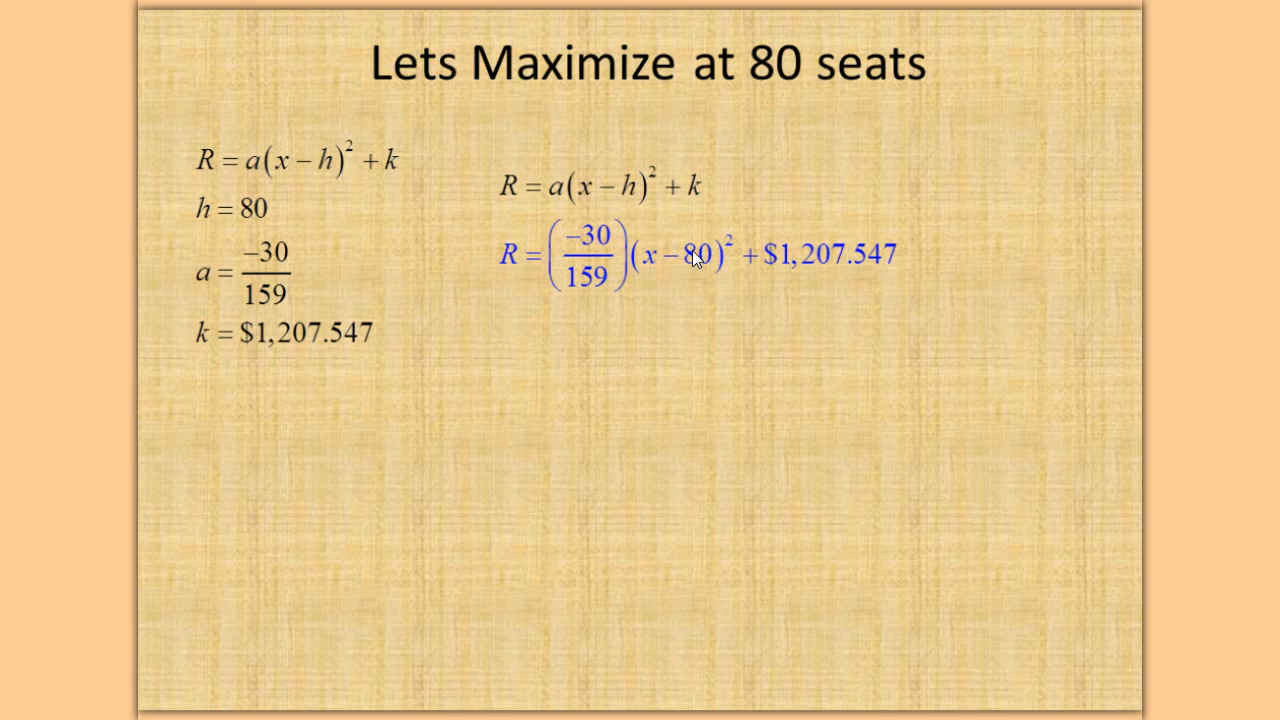 Lets Maximize at 80 seats
R = a(x − h)² + k
h = 80
a = −30/159
k = $1,207.547
R = a(x − h)² + k
R = (−30/159)(x − 80)² + $1,207.547